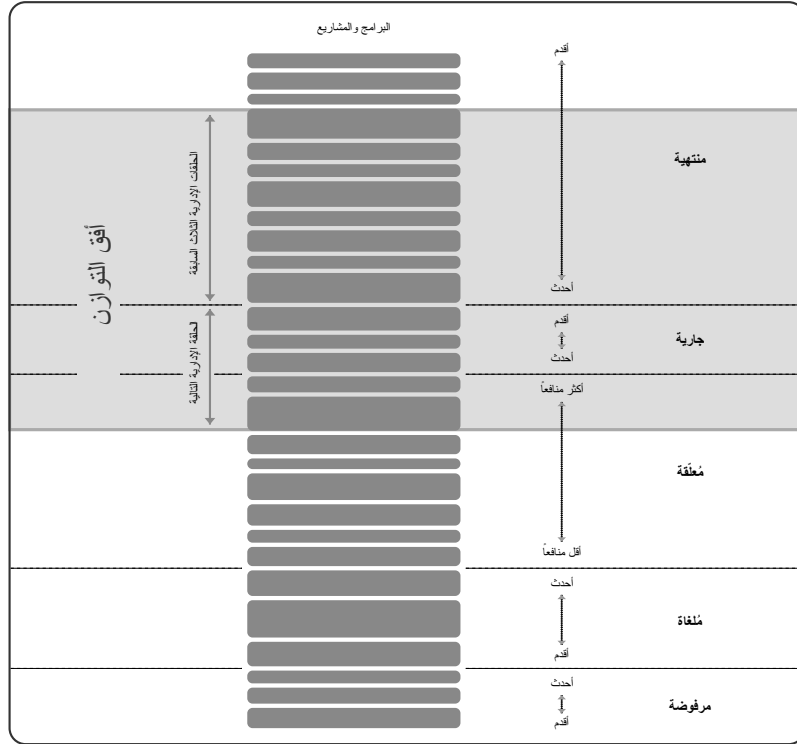 البرامج والمشاريع
أقدم
منتهية
أحدث
الحلقات الإدارية الثلاث السابقة
أفق التوازن
أقدم
جارية
أحدث
الحلقة الإدارية التالية
أكثر منافعاً
مُعلّقة
أقل منافعاً
أحدث
مُلغاة
أقدم
أحدث
مرفوضة
أقدم